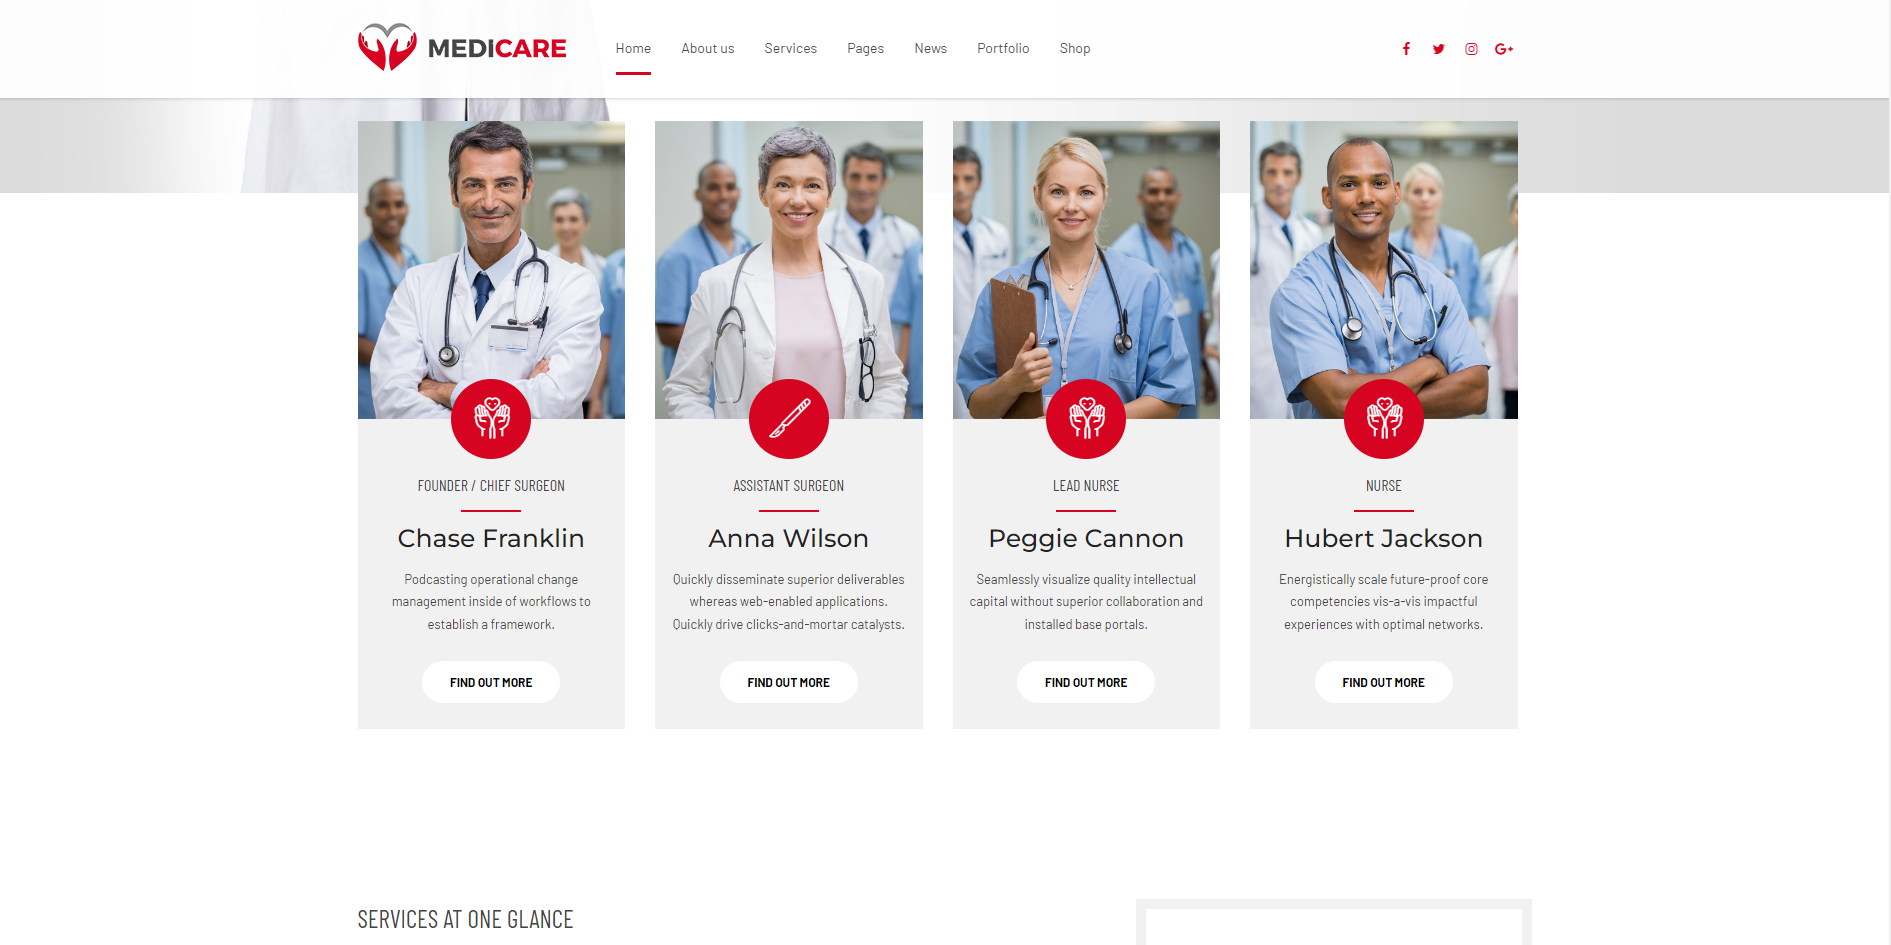 MEDICARE
Home About us Services Pages News Portfolio Shop
FOUNDER / CHIEF SURGEON
Chase Franklin
Podcasting operational change
management inside of workflows to
establish a framework.
FIND OUT MORE
ASSISTANT SURGEON
Anna Wilson
Quickly disseminate superior deliverables
whereas web-enabled applications.
Quickly drive clicks-and-mortar catalysts.
FIND OUT MORE
LEAD NURSE
Peggie Cannon
Seamlessly visualize quality intellectual
capital without superior collaboration and
installed base portals.
FIND OUT MORE
NURSE
Hubert Jackson
Energistically scale future-proof core
competencies vis-a-vis impactful
experiences with optimal networks.
FIND OUT MORE
SERVICES AT ONE GLANCE